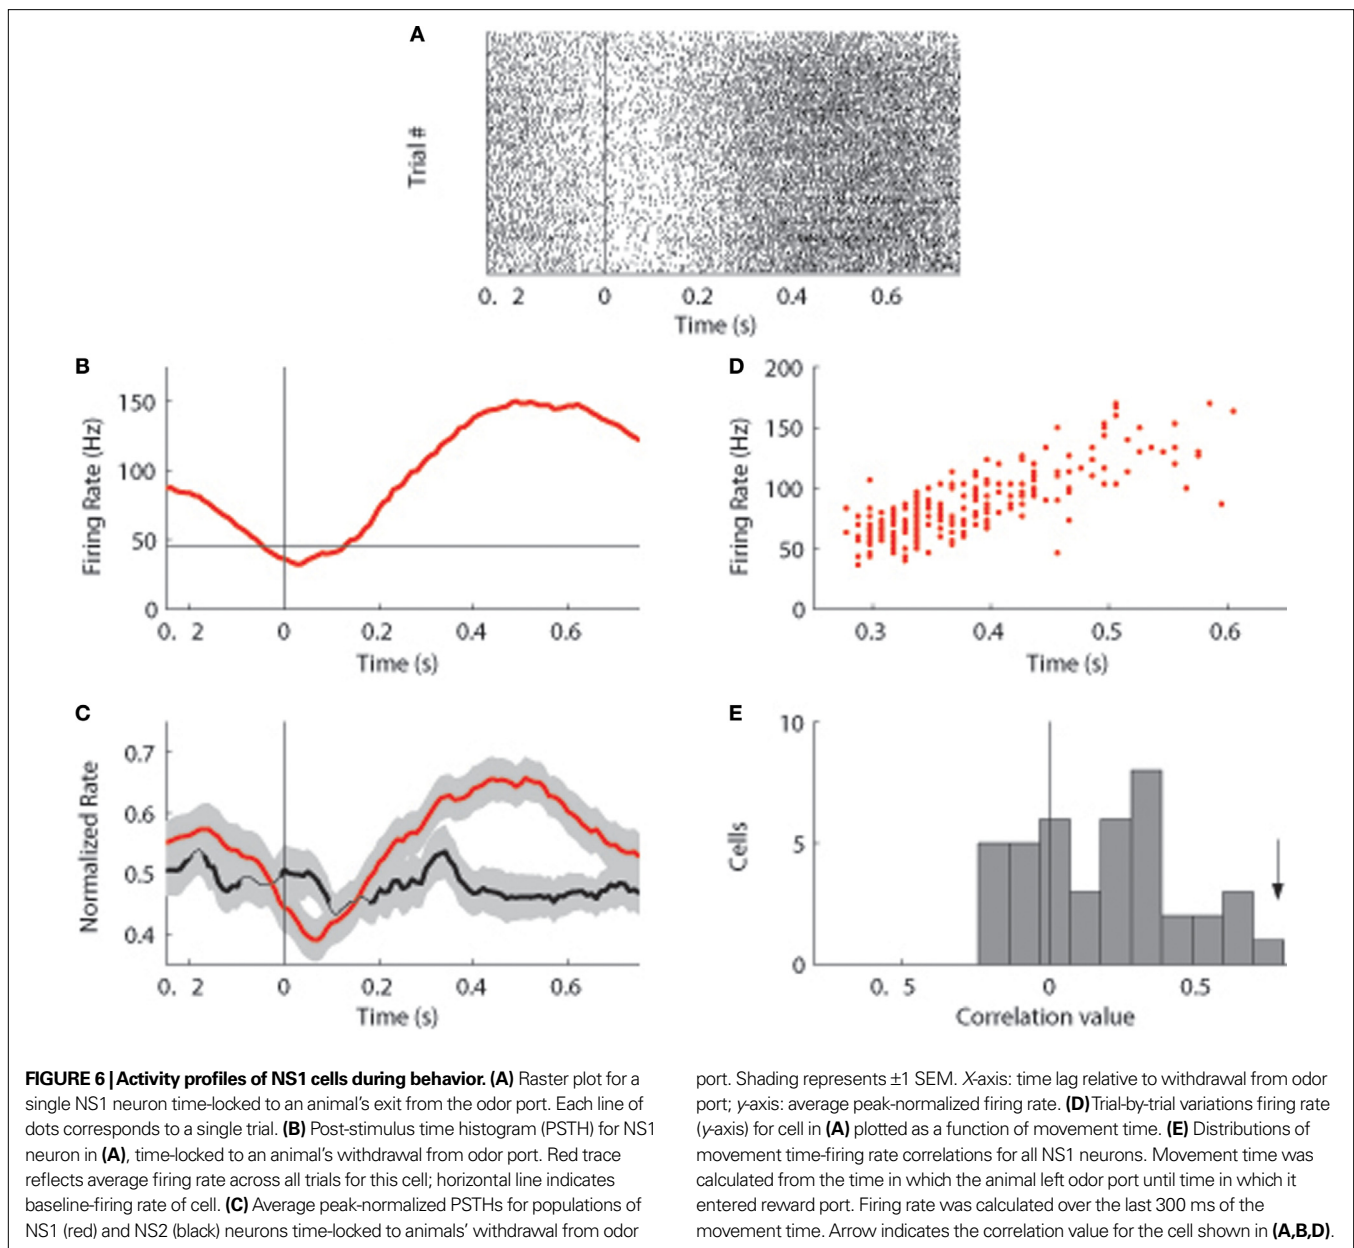 A
Trial #
0. 2 0 0.2 0.4 0.6
Time (s)
B
Firing Rate (Hz)
150
100
50
0
0. 2 0 0.2 0.4 0.6
Time (s)
D
Firing Rate (Hz)
200
150
100
50
0
0.3 0.4 0.5 0.6
Time (s)
C
Normalized Rate
0.7
0.6
0.5
0.4
0. 2 0 0.2 0.4 0.6
Time (s)
E
Cells
10
5
0
0. 5 0 0.5
Correlation value
FIGURE 6 | Activity profiles of NS1 cells during behavior. (A) Raster plot for a
single NS1 neuron time-locked to an animal's exit from the odor port. Each line of
dots corresponds to a single trial. (B) Post-stimulus time histogram (PSTH) for NS1
neuron in (A), time-locked to an animal's withdrawal from odor port. Red trace
reflects average firing rate across all trials for this cell; horizontal line indicates
baseline-firing rate of cell. (C) Average peak-normalized PSTHs for populations of
NS1 (red) and NS2 (black) neurons time-locked to animals' withdrawal from odor
port. Shading represents ±1 SEM. X-axis: time lag relative to withdrawal from odor
port; y-axis: average peak-normalized firing rate. (D) Trial-by-trial variations firing rate
(y-axis) for cell in (A) plotted as a function of movement time. (E) Distributions of
movement time-firing rate correlations for all NS1 neurons. Movement time was
calculated from the time in which the animal left odor port until time in which it
entered reward port. Firing rate was calculated over the last 300 ms of the
movement time. Arrow indicates the correlation value for the cell shown in (A,B,D).